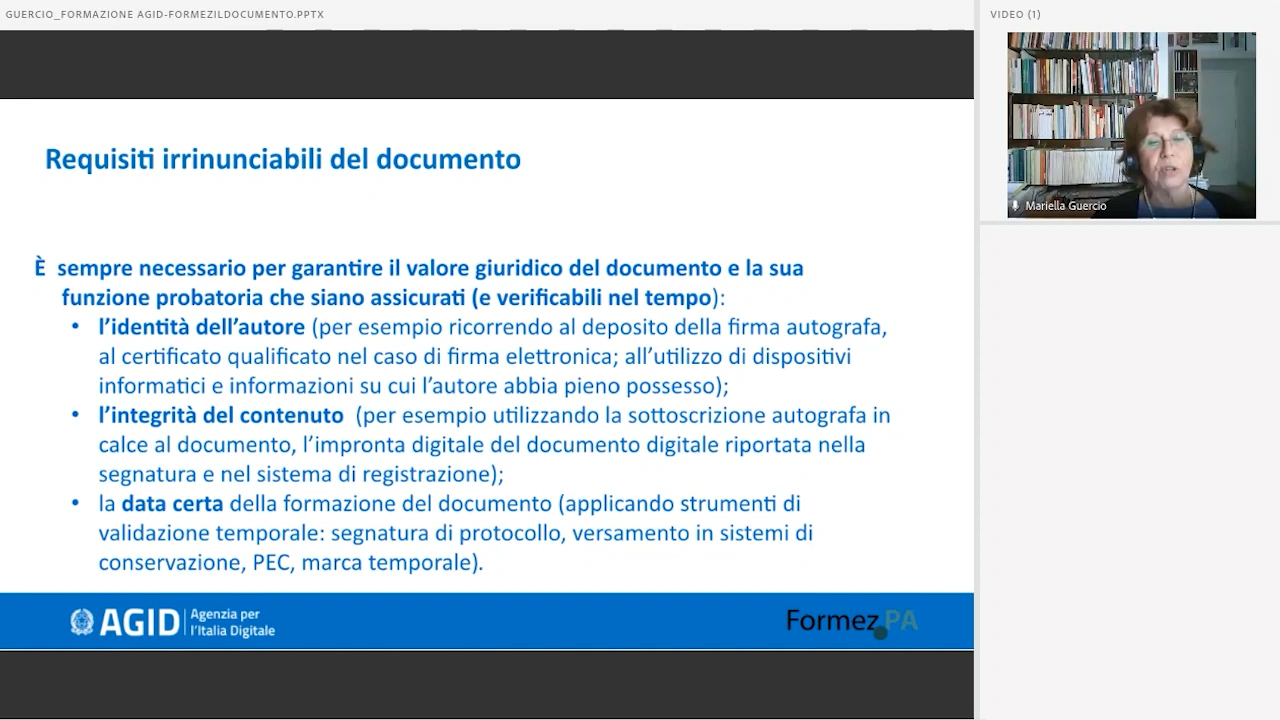 GUERCIO_FORMAZIONE AGID-FORMEZILDOCUMENTO.PPTX
VIDEO (1)
Mariella Guercio
Requisiti irrinunciabili del documento
È sempre necessario per garantire il valore giuridico del documento e la sua
funzione probatoria che siano assicurati (e verificabili nel tempo):
• l’identità dell’autore (per esempio ricorrendo al deposito della firma autografa,
al certificato qualificato nel caso di firma elettronica; all’utilizzo di dispositivi
informatici e informazioni su cui l’autore abbia pieno possesso);
• l’integrità del contenuto (per esempio utilizzando la sottoscrizione autografa in
calce al documento, l’impronta digitale del documento digitale riportata nella
segnatura e nel sistema di registrazione);
• la data certa della formazione del documento (applicando strumenti di
validazione temporale: segnatura di protocollo, versamento in sistemi di
conservazione, PEC, marca temporale).
AGID
Agenzia per
l’Italia Digitale
Formez PA